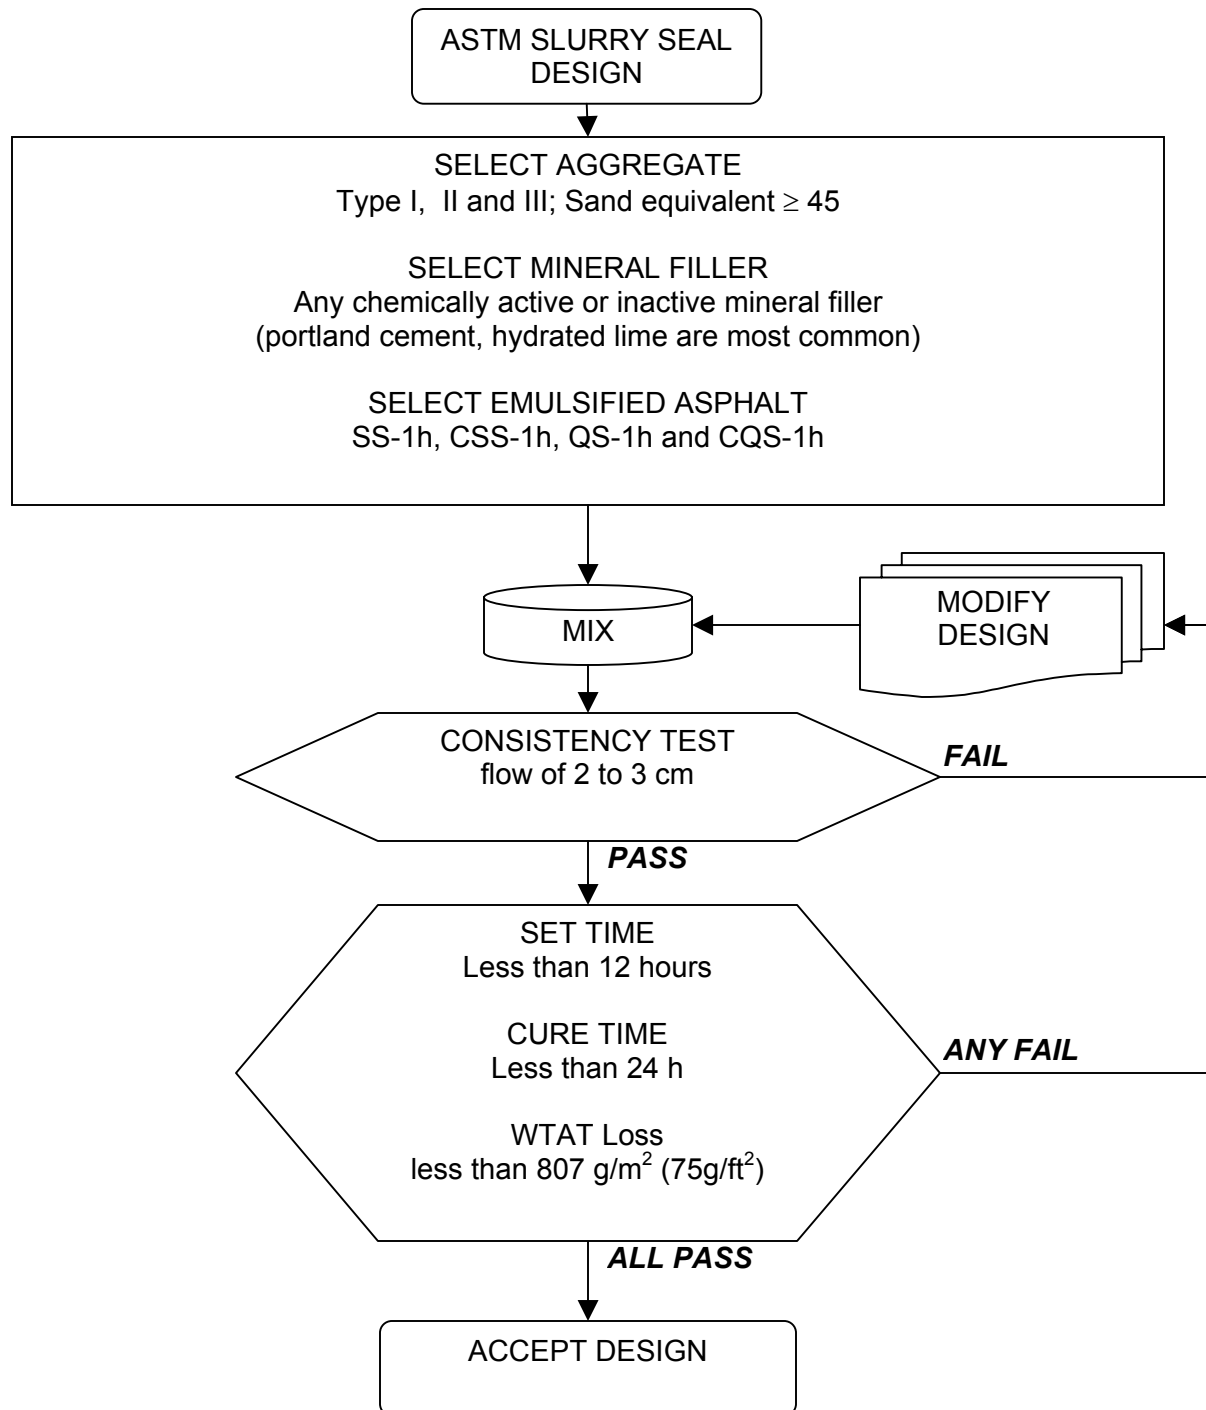 ASTM SLURRY SEAL
DESIGN
SELECT AGGREGATE
Type I, II and III; Sand equivalent ≥ 45
SELECT MINERAL FILLER
Any chemically active or inactive mineral filler
(portland cement, hydrated lime are most common)
SELECT EMULSIFIED ASPHALT
SS-1h, CSS-1h, QS-1h and CQS-1h
MIX
MODIFY
DESIGN
CONSISTENCY TEST
flow of 2 to 3 cm
FAIL
PASS
SET TIME
Less than 12 hours
CURE TIME
Less than 24 h
ANY FAIL
WTAT Loss
less than 807 g/m² (75g/ft²)
ALL PASS
ACCEPT DESIGN